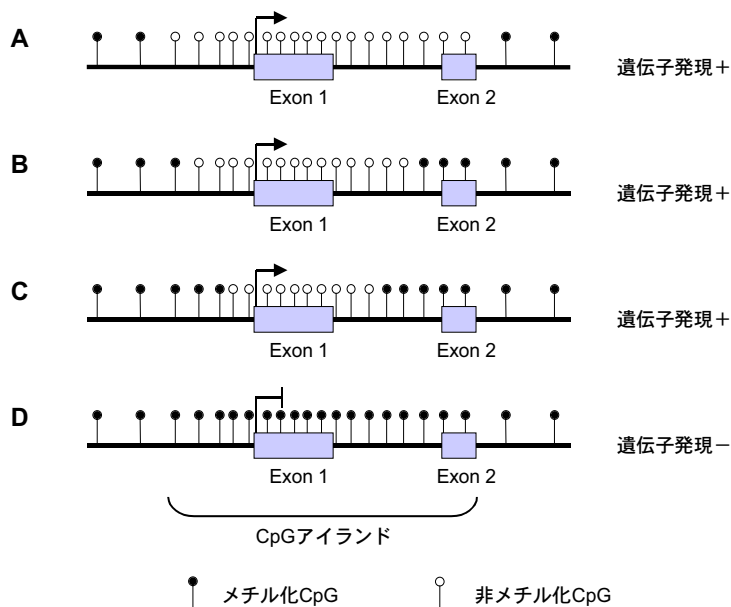 A
遺伝子発現＋
Exon 1 Exon 2
B
遺伝子発現＋
Exon 1 Exon 2
C
遺伝子発現＋
Exon 1 Exon 2
D
遺伝子発現－
Exon 1 Exon 2
CpGアイランド
メチル化CpG 非メチル化CpG